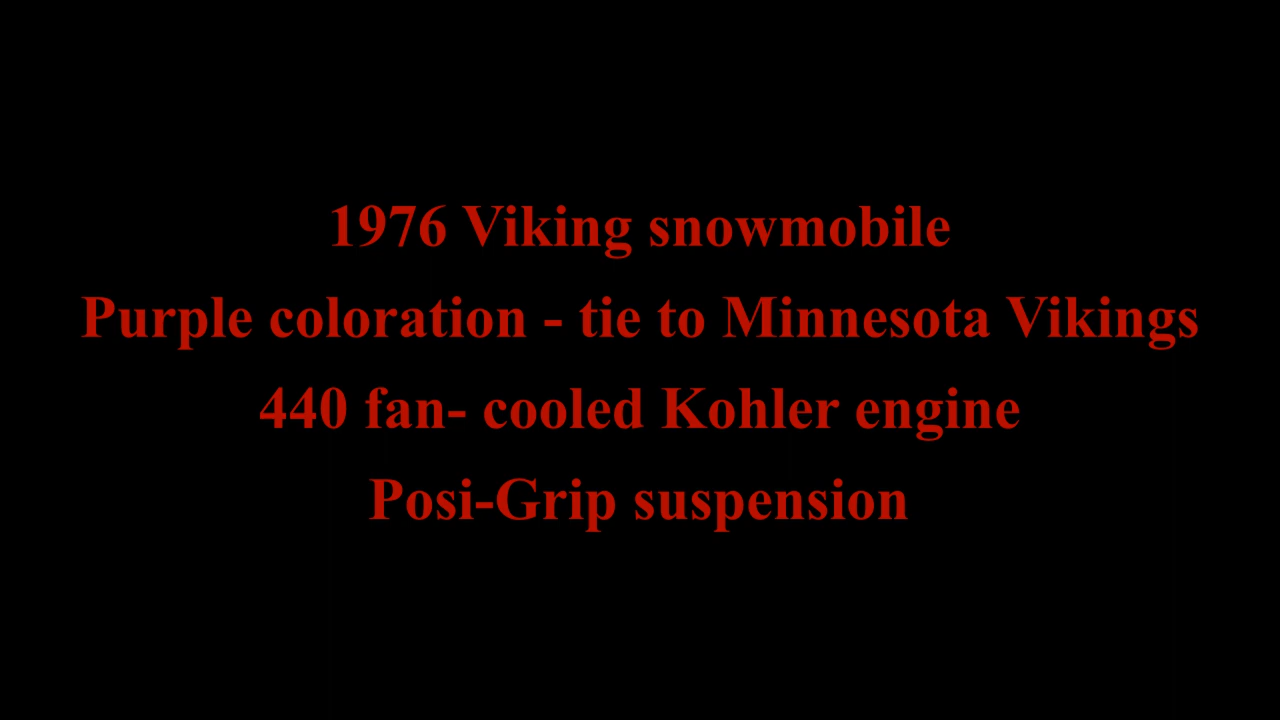 1976 Viking snowmobile
Purple coloration - tie to Minnesota Vikings
440 fan- cooled Kohler engine
Posi-Grip suspension